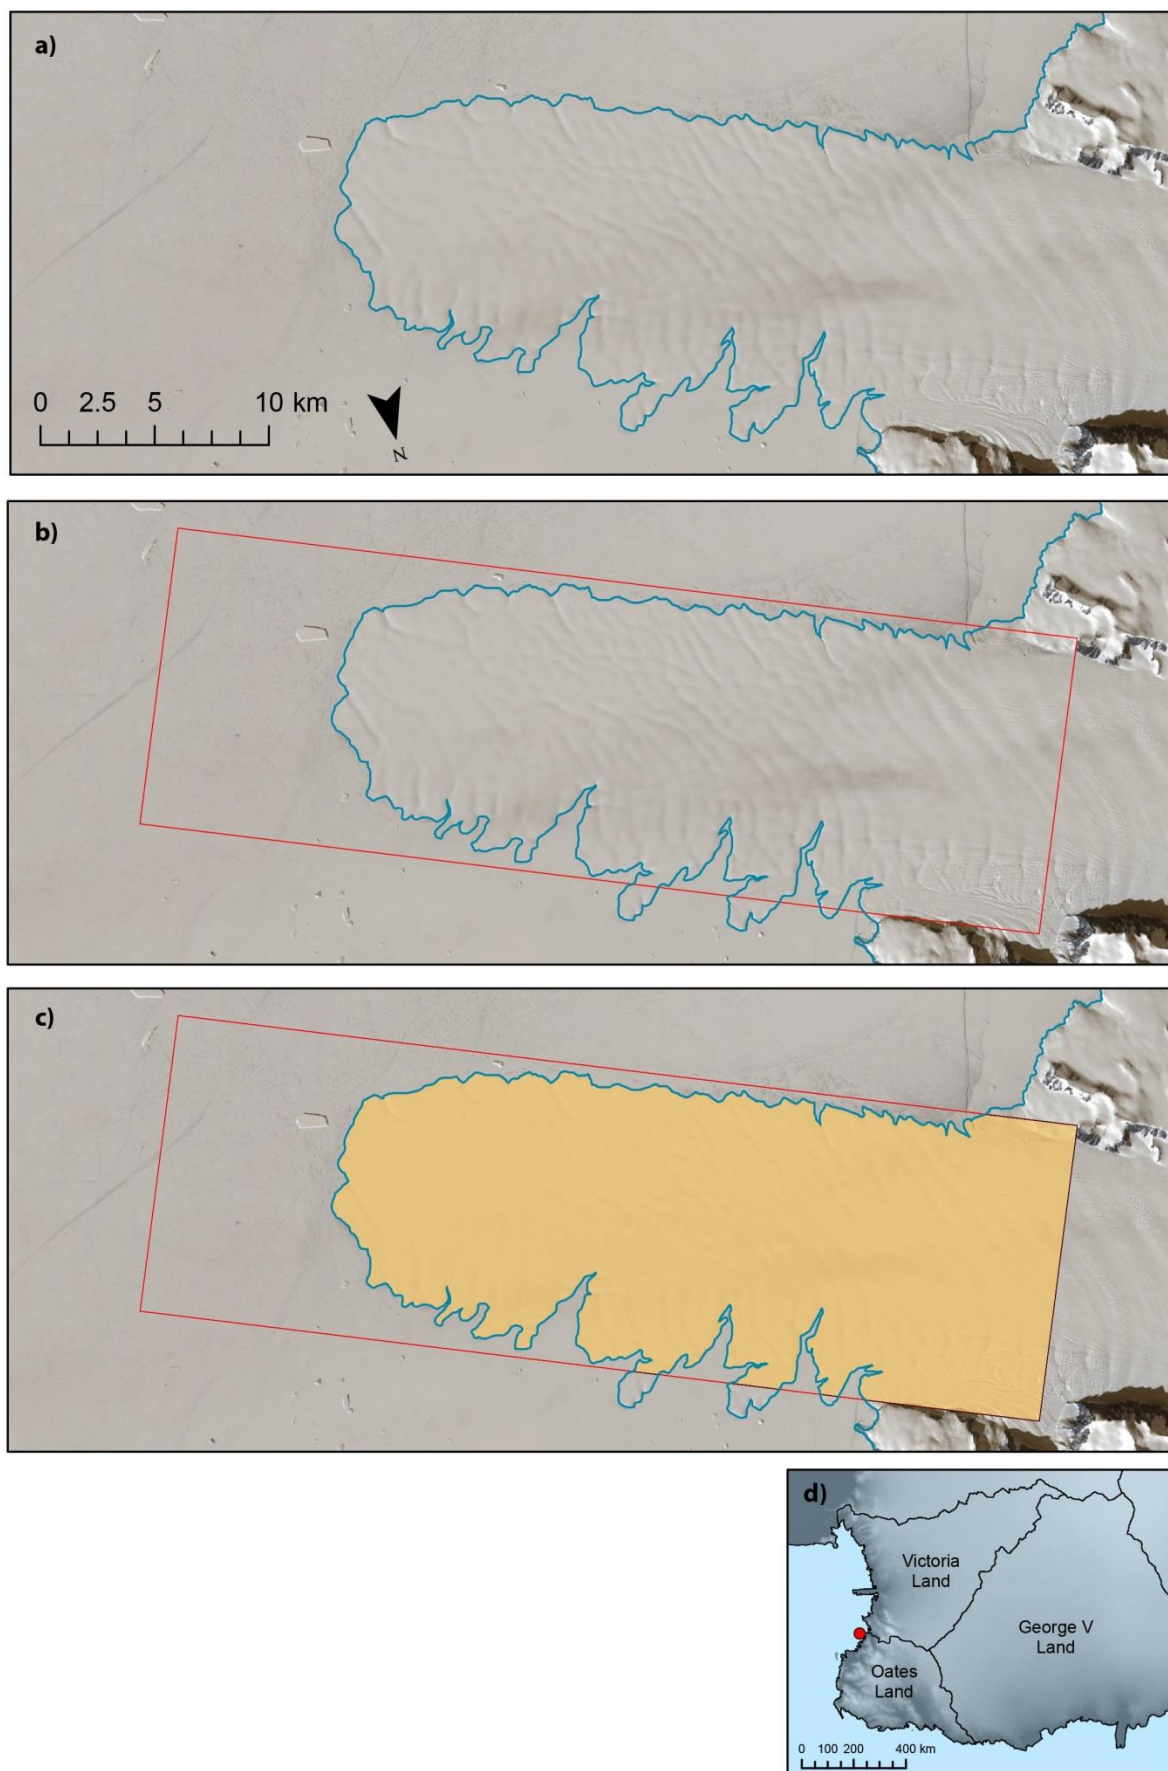 a)
0 2.5 5 10 km
N
b)
c)
d)
Victoria
Land
George V
Land
Oates
Land
0 100 200 400 km